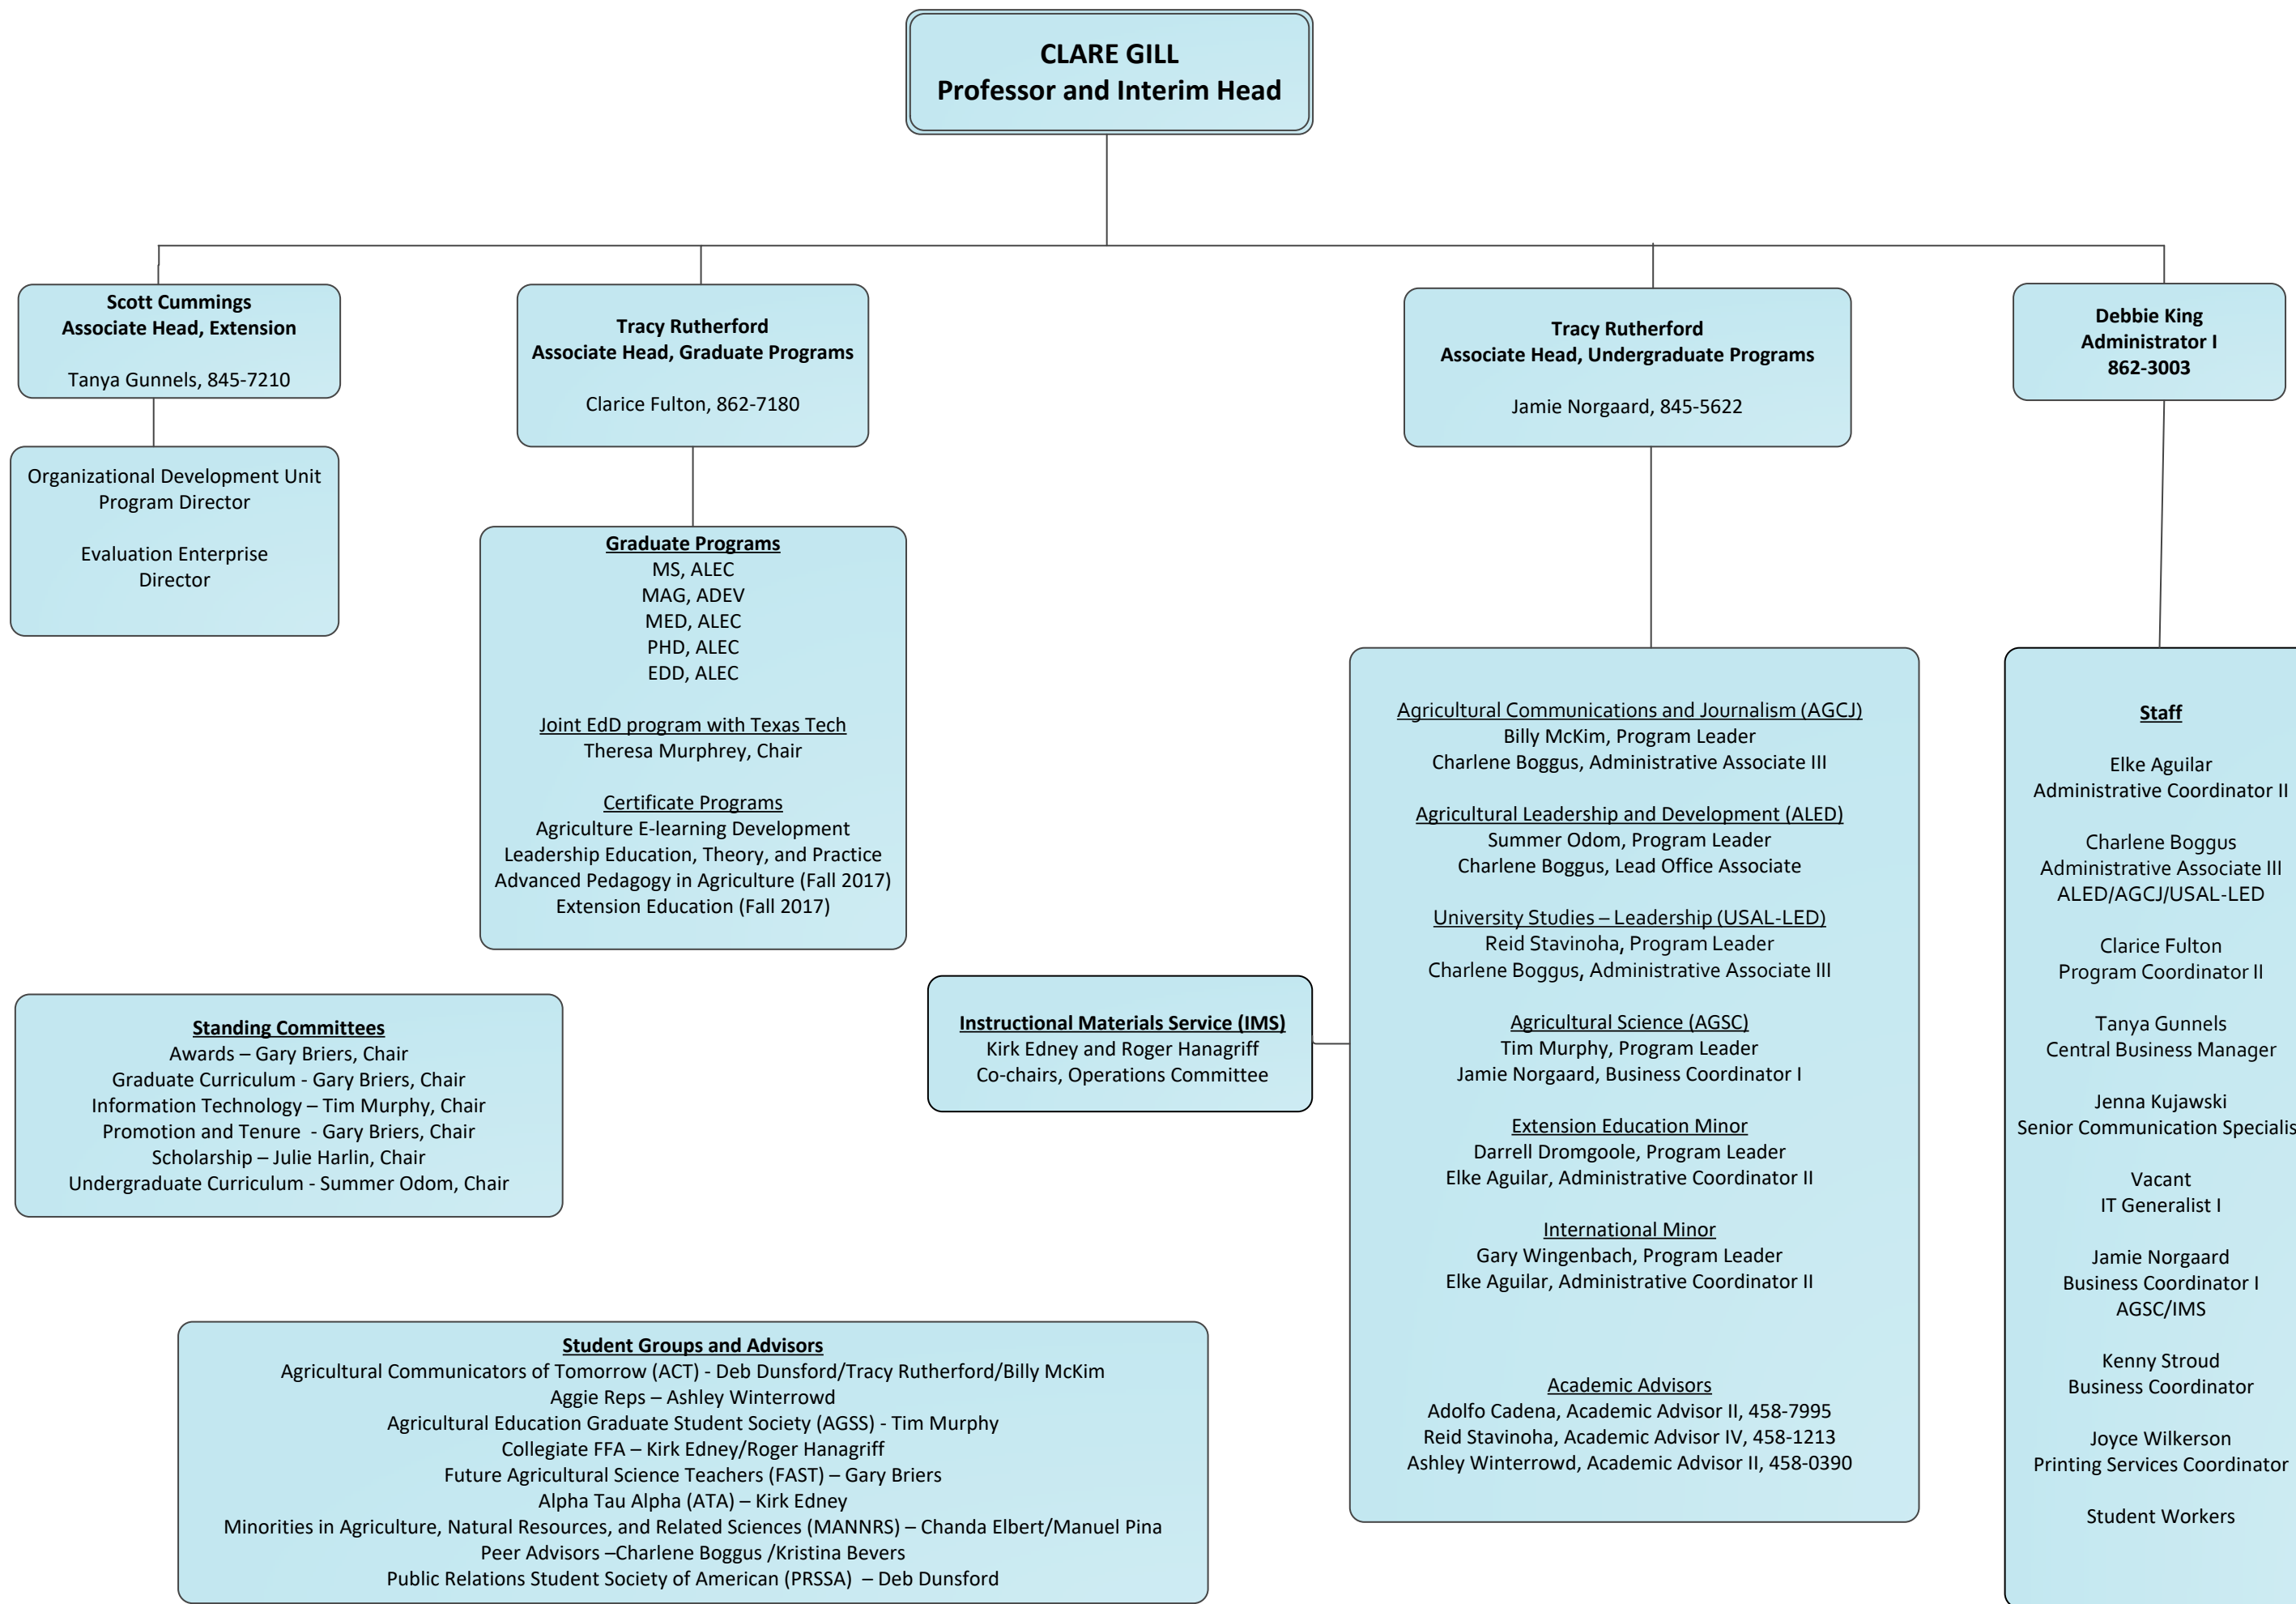 CLARE GILL
Professor and Interim Head
Scott Cummings
Associate Head, Extension
Tanya Gunnels, 845-7210
Tracy Rutherford
Associate Head, Graduate Programs
Clarice Fulton, 862-7180
Tracy Rutherford
Associate Head, Undergraduate Programs
Jamie Norgaard, 845-5622
Debbie King
Administrator I
862-3003
Organizational Development Unit
Program Director
Evaluation Enterprise
Director
Graduate Programs
MS, ALEC
MAG, ADEV
MED, ALEC
PHD, ALEC
EDD, ALEC
Joint EdD program with Texas Tech
Theresa Murphrey, Chair
Certificate Programs
Agriculture E-learning Development
Leadership Education, Theory, and Practice
Advanced Pedagogy in Agriculture (Fall 2017)
Extension Education (Fall 2017)
Agricultural Communications and Journalism (AGCJ)
Billy McKim, Program Leader
Charlene Boggus, Administrative Associate III
Agricultural Leadership and Development (ALED)
Summer Odom, Program Leader
Charlene Boggus, Lead Office Associate
University Studies – Leadership (USAL-LED)
Reid Stavinoha, Program Leader
Charlene Boggus, Administrative Associate III
Agricultural Science (AGSC)
Tim Murphy, Program Leader
Jamie Norgaard, Business Coordinator I
Extension Education Minor
Darrell Dromgoole, Program Leader
Elke Aguilar, Administrative Coordinator II
International Minor
Gary Wingenbach, Program Leader
Elke Aguilar, Administrative Coordinator II
Academic Advisors
Adolfo Cadena, Academic Advisor II, 458-7995
Reid Stavinoha, Academic Advisor IV, 458-1213
Ashley Winterrowd, Academic Advisor II, 458-0390
Staff
Elke Aguilar
Administrative Coordinator II
Charlene Boggus
Administrative Associate III
ALED/AGCJ/USAL-LED
Clarice Fulton
Program Coordinator II
Tanya Gunnels
Central Business Manager
Jenna Kujawski
Senior Communication Specialis
Vacant
IT Generalist I
Jamie Norgaard
Business Coordinator I
AGSC/IMS
Kenny Stroud
Business Coordinator
Joyce Wilkerson
Printing Services Coordinator
Student Workers
Instructional Materials Service (IMS)
Kirk Edney and Roger Hanagriff
Co-chairs, Operations Committee
Standing Committees
Awards – Gary Briers, Chair
Graduate Curriculum - Gary Briers, Chair
Information Technology – Tim Murphy, Chair
Promotion and Tenure - Gary Briers, Chair
Scholarship – Julie Harlin, Chair
Undergraduate Curriculum - Summer Odom, Chair
Student Groups and Advisors
Agricultural Communicators of Tomorrow (ACT) - Deb Dunsford/Tracy Rutherford/Billy McKim
Aggie Reps – Ashley Winterrowd
Agricultural Education Graduate Student Society (AGSS) - Tim Murphy
Collegiate FFA – Kirk Edney/Roger Hanagriff
Future Agricultural Science Teachers (FAST) – Gary Briers
Alpha Tau Alpha (ATA) – Kirk Edney
Minorities in Agriculture, Natural Resources, and Related Sciences (MANNRS) – Chanda Elbert/Manuel Pina
Peer Advisors –Charlene Boggus /Kristina Bevers
Public Relations Student Society of American (PRSSA) – Deb Dunsford